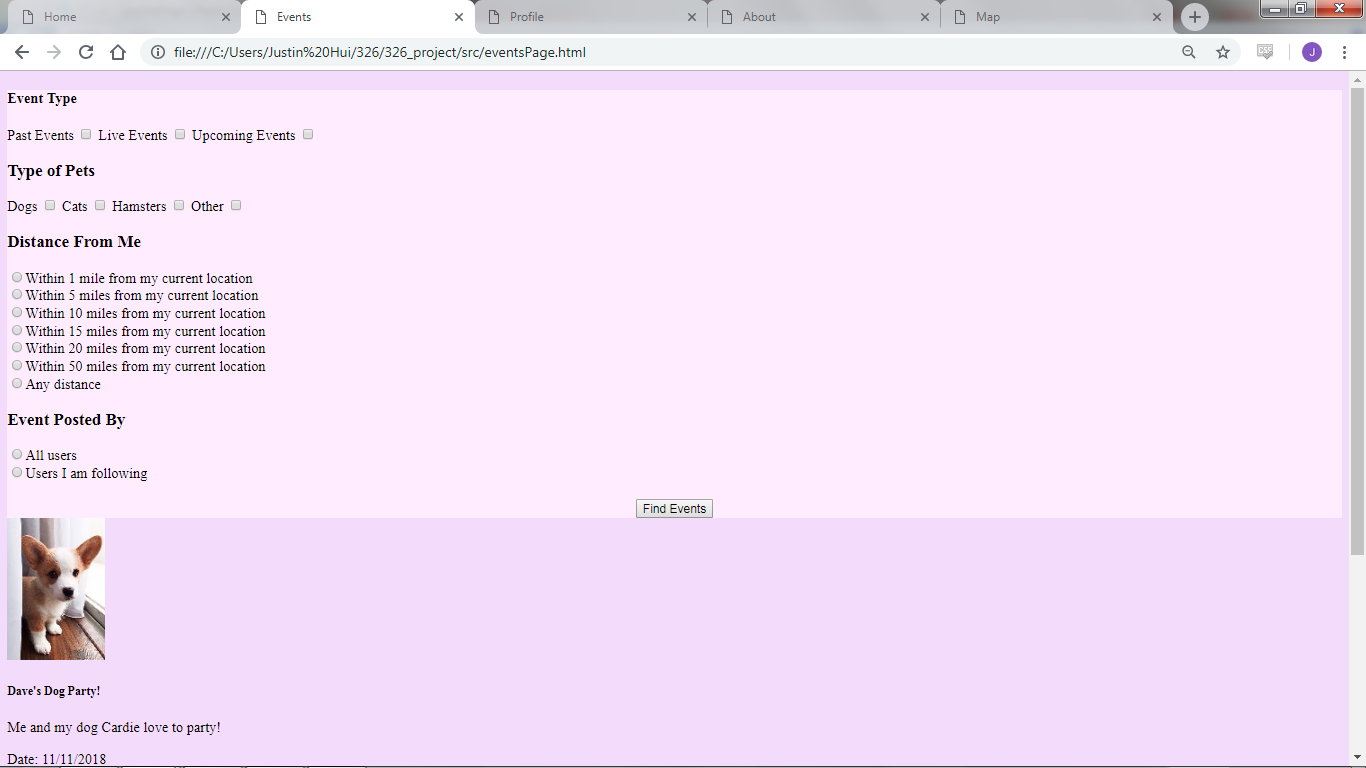 Home
Events
Profile
About
Map
file:///C:/Users/Justin%20Hui/326/326_project/src/eventsPage.html
CSS
J
Event Type
Past Events Live Events Upcoming Events
Type of Pets
Dogs Cats Hamsters Other
Distance From Me
Within 1 mile from my current location
Within 5 miles from my current location
Within 10 miles from my current location
Within 15 miles from my current location
Within 20 miles from my current location
Within 50 miles from my current location
Any distance
Event Posted By
All users
Users I am following
Find Events
Dave's Dog Party!
Me and my dog Cardie love to party!
Date: 11/11/2018